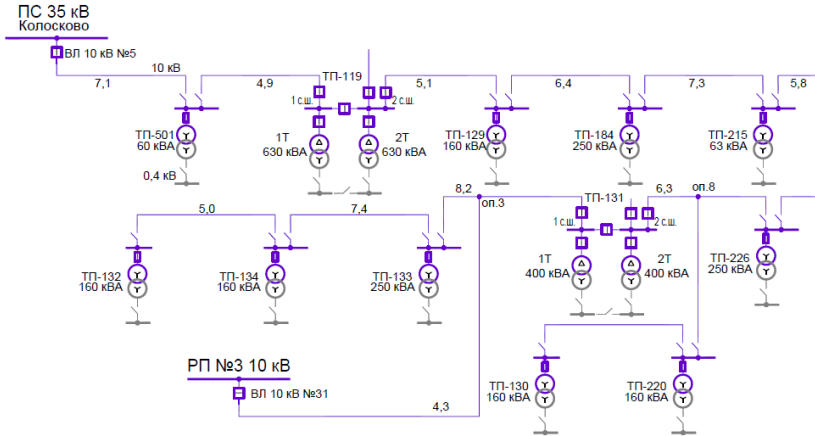 ПС 35 кВ
Колосково
ВЛ 10 кВ №5
7,1
10 кВ
4,9
ТП-119
5,1
6,4
7,3
5,8
1 с.ш.
2 с.ш.
ТП-501
60 кВА
1Т
630 кВА
2Т
630 кВА
ТП-129
160 кВА
ТП-184
250 кВА
ТП-215
63 кВА
0,4 кВ
5,0
7,4
8,2
оп.3
ТП-131
6,3
оп.8
1 с.ш.
2 с.ш.
ТП-132
160 кВА
ТП-134
160 кВА
ТП-133
250 кВА
1Т
400 кВА
2Т
400 кВА
ТП-226
250 кВА
РП №3 10 кВ
ВЛ 10 кВ №31
4,3
ТП-130
160 кВА
ТП-220
160 кВА